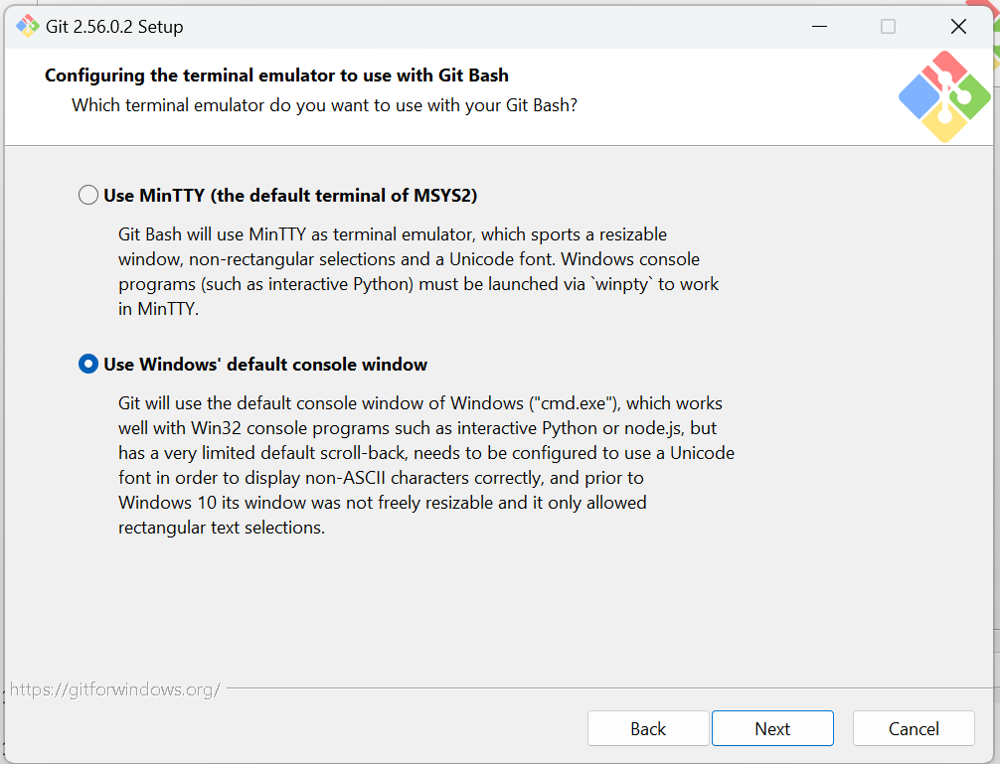 Git 2.56.0.2 Setup
Configuring the terminal emulator to use with Git Bash
Which terminal emulator do you want to use with your Git Bash?
Use MinTTY (the default terminal of MSYS2)
Git Bash will use MinTTY as terminal emulator, which sports a resizable
window, non-rectangular selections and a Unicode font. Windows console
programs (such as interactive Python) must be launched via `winpty` to work
in MinTTY.
Use Windows' default console window
Git will use the default console window of Windows ("cmd.exe"), which works
well with Win32 console programs such as interactive Python or node.js, but
has a very limited default scroll-back, needs to be configured to use a Unicode
font in order to display non-ASCII characters correctly, and prior to
Windows 10 its window was not freely resizable and it only allowed
rectangular text selections.
https://gitforwindows.org/
Back Next Cancel